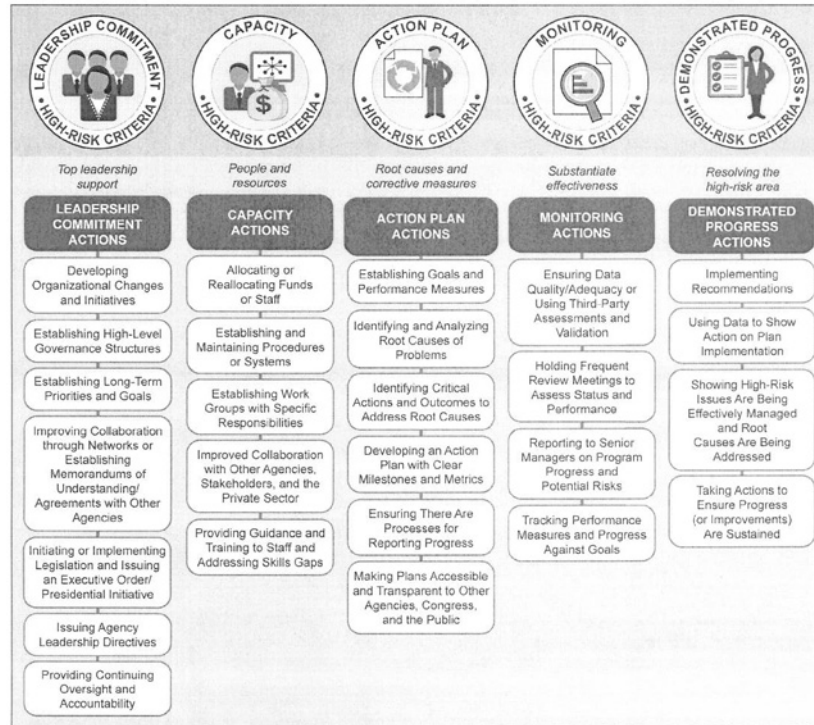 LEADERSHIP COMMITMENT
• HIGH-RISK CRITERIA •
Top leadership
support
LEADERSHIP
COMMITMENT
ACTIONS
Developing
Organizational Changes
and Initiatives
Establishing High-Level
Governance Structures
Establishing Long-Term
Priorities and Goals
Improving Collaboration
through Networks or
Establishing
Memorandums of
Understanding/
Agreements with Other
Agencies
Initiating or Implementing
Legislation and Issuing
an Executive Order/
Presidential Initiative
Issuing Agency
Leadership Directives
Providing Continuing
Oversight and
Accountability
CAPACITY
• HIGH-RISK CRITERIA •
People and
resources
CAPACITY
ACTIONS
Allocating or
Reallocating Funds
or Staff
Establishing and
Maintaining Procedures
or Systems
Establishing Work
Groups with Specific
Responsibilities
Improved Collaboration
with Other Agencies,
Stakeholders, and the
Private Sector
Providing Guidance and
Training to Staff and
Addressing Skills Gaps
ACTION PLAN
• HIGH-RISK CRITERIA •
Root causes and
corrective measures
ACTION PLAN
ACTIONS
Establishing Goals and
Performance Measures
Identifying and Analyzing
Root Causes of
Problems
Identifying Critical
Actions and Outcomes to
Address Root Causes
Developing an Action
Plan with Clear
Milestones and Metrics
Ensuring There Are
Processes for
Reporting Progress
Making Plans Accessible
and Transparent to Other
Agencies, Congress,
and the Public
MONITORING
• HIGH-RISK CRITERIA •
Substantiate
effectiveness
MONITORING
ACTIONS
Ensuring Data
Quality/Adequacy or
Using Third-Party
Assessments and
Validation
Holding Frequent
Review Meetings to
Assess Status and
Performance
Reporting to Senior
Managers on Program
Progress and
Potential Risks
Tracking Performance
Measures and Progress
Against Goals
DEMONSTRATED PROGRESS
• HIGH-RISK CRITERIA •
Resolving the
high-risk area
DEMONSTRATED
PROGRESS
ACTIONS
Implementing
Recommendations
Using Data to Show
Action on Plan
Implementation
Showing High-Risk
Issues Are Being
Effectively Managed
and Root
Causes Are Being
Addressed
Taking Actions to
Ensure Progress
(or Improvements)
Are Sustained